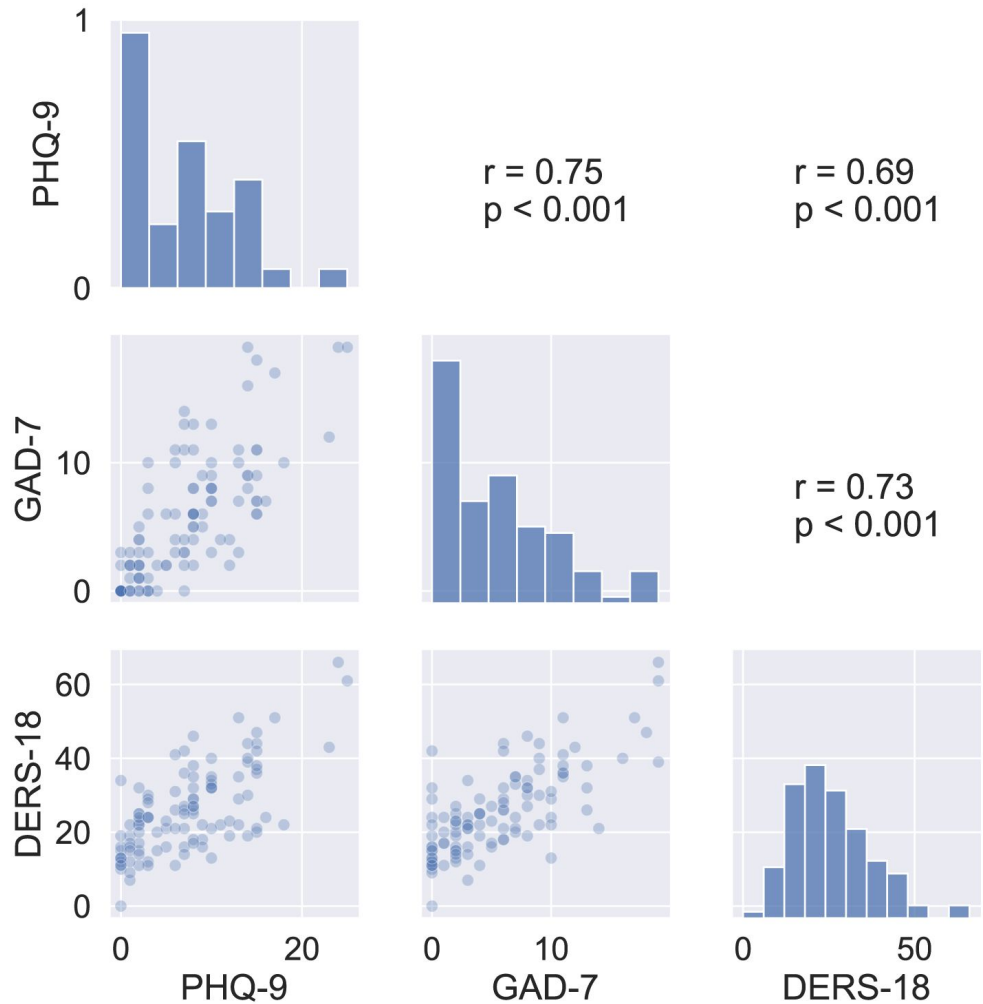 1
PHQ-9
0
r = 0.75
p < 0.001
r = 0.69
p < 0.001
GAD-7
10
0
r = 0.73
p < 0.001
DERS-18
60
40
20
0
0 20
0 10
0 50
PHQ-9
GAD-7
DERS-18